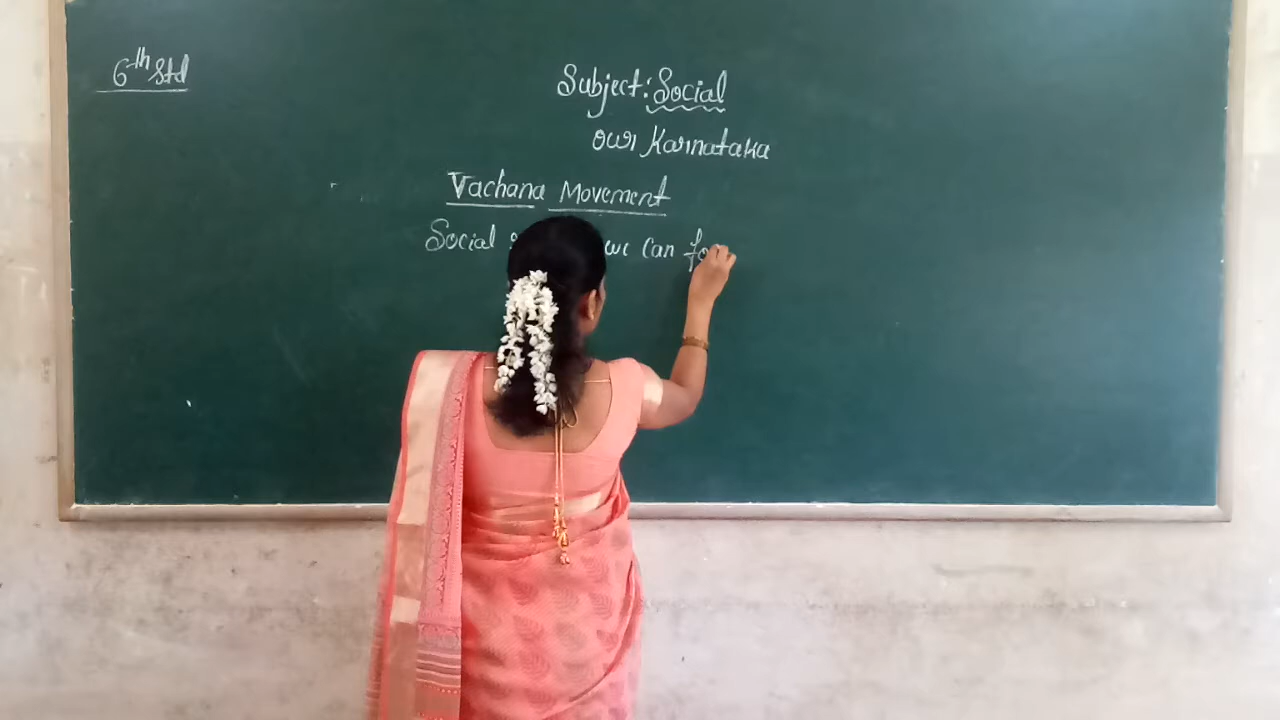 6th Std
Subject: Social
our Karnataka
Vachana Movement
Social we can